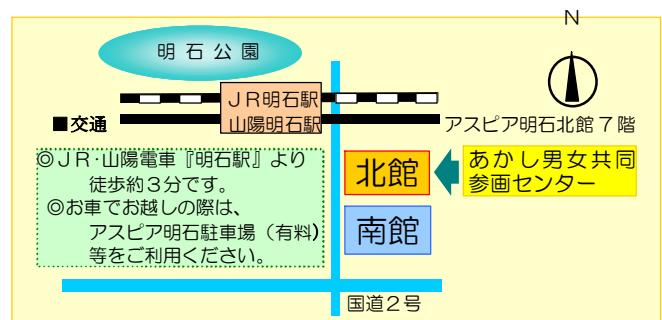 N
明石公園
JR明石駅
山陽明石駅
■交通
アスピア明石北館7階
◎JR・山陽電車『明石駅』より
徒歩約3分です。
◎お車でお越しの際は、
アスピア明石駐車場（有料）
等をご利用ください。
北館
あかし男女共同
参画センター
南館
国道2号